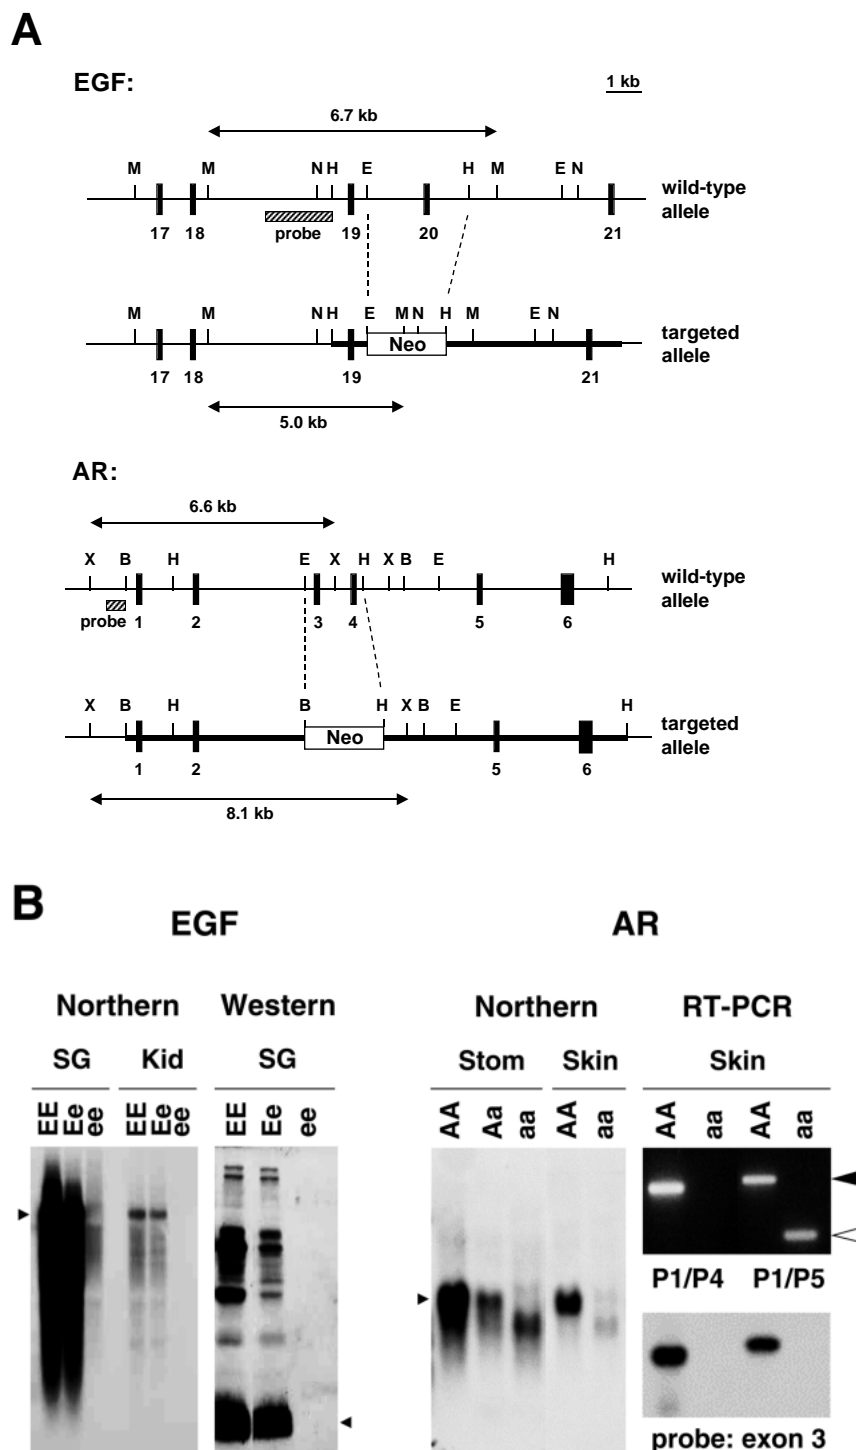 A
EGF:
1 kb
6.7 kb
M M N H E H M E N
wild-type
allele
probe
17 18 19 20 21
M M N H E M N H M E N
Neo
targeted
allele
17 18 19 21
5.0 kb
AR:
6.6 kb
X B H E X H X B E H
wild-type
allele
probe 1 2 3 4 5 6
X B H B H X B E H
Neo
targeted
allele
1 2 5 6
8.1 kb
B
EGF AR
Northern Western Northern RT-PCR
SG Kid SG Stom Skin Skin
EE Ee ee EE Ee ee EE Ee ee AA Aa aa AA aa AA aa AA aa
P1/P4 P1/P5
probe: exon 3